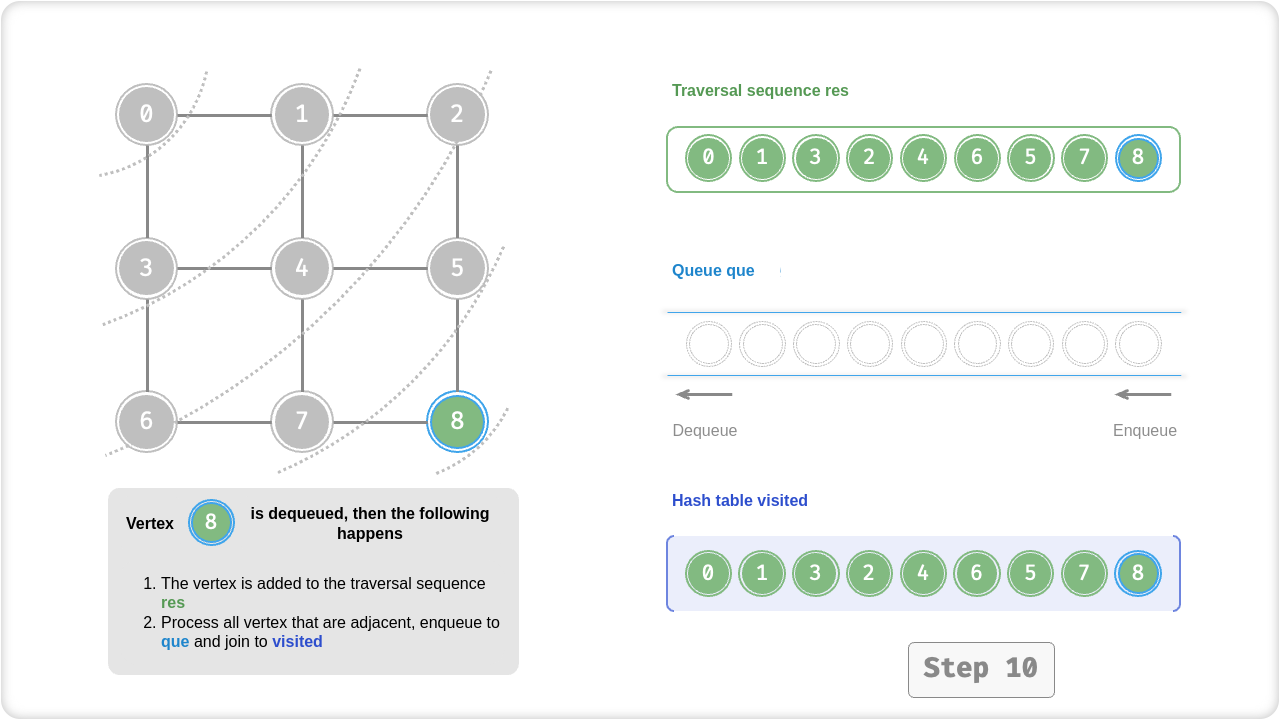 0 1 2
3 4 5
6 7 8
Vertex 8 is dequeued, then the following
happens
1. The vertex is added to the traversal sequence
res
2. Process all vertex that are adjacent, enqueue to
que and join to visited
Traversal sequence res
0 1 3 2 4 6 5 7 8
Queue que
Dequeue Enqueue
Hash table visited
0 1 3 2 4 6 5 7 8
Step 10